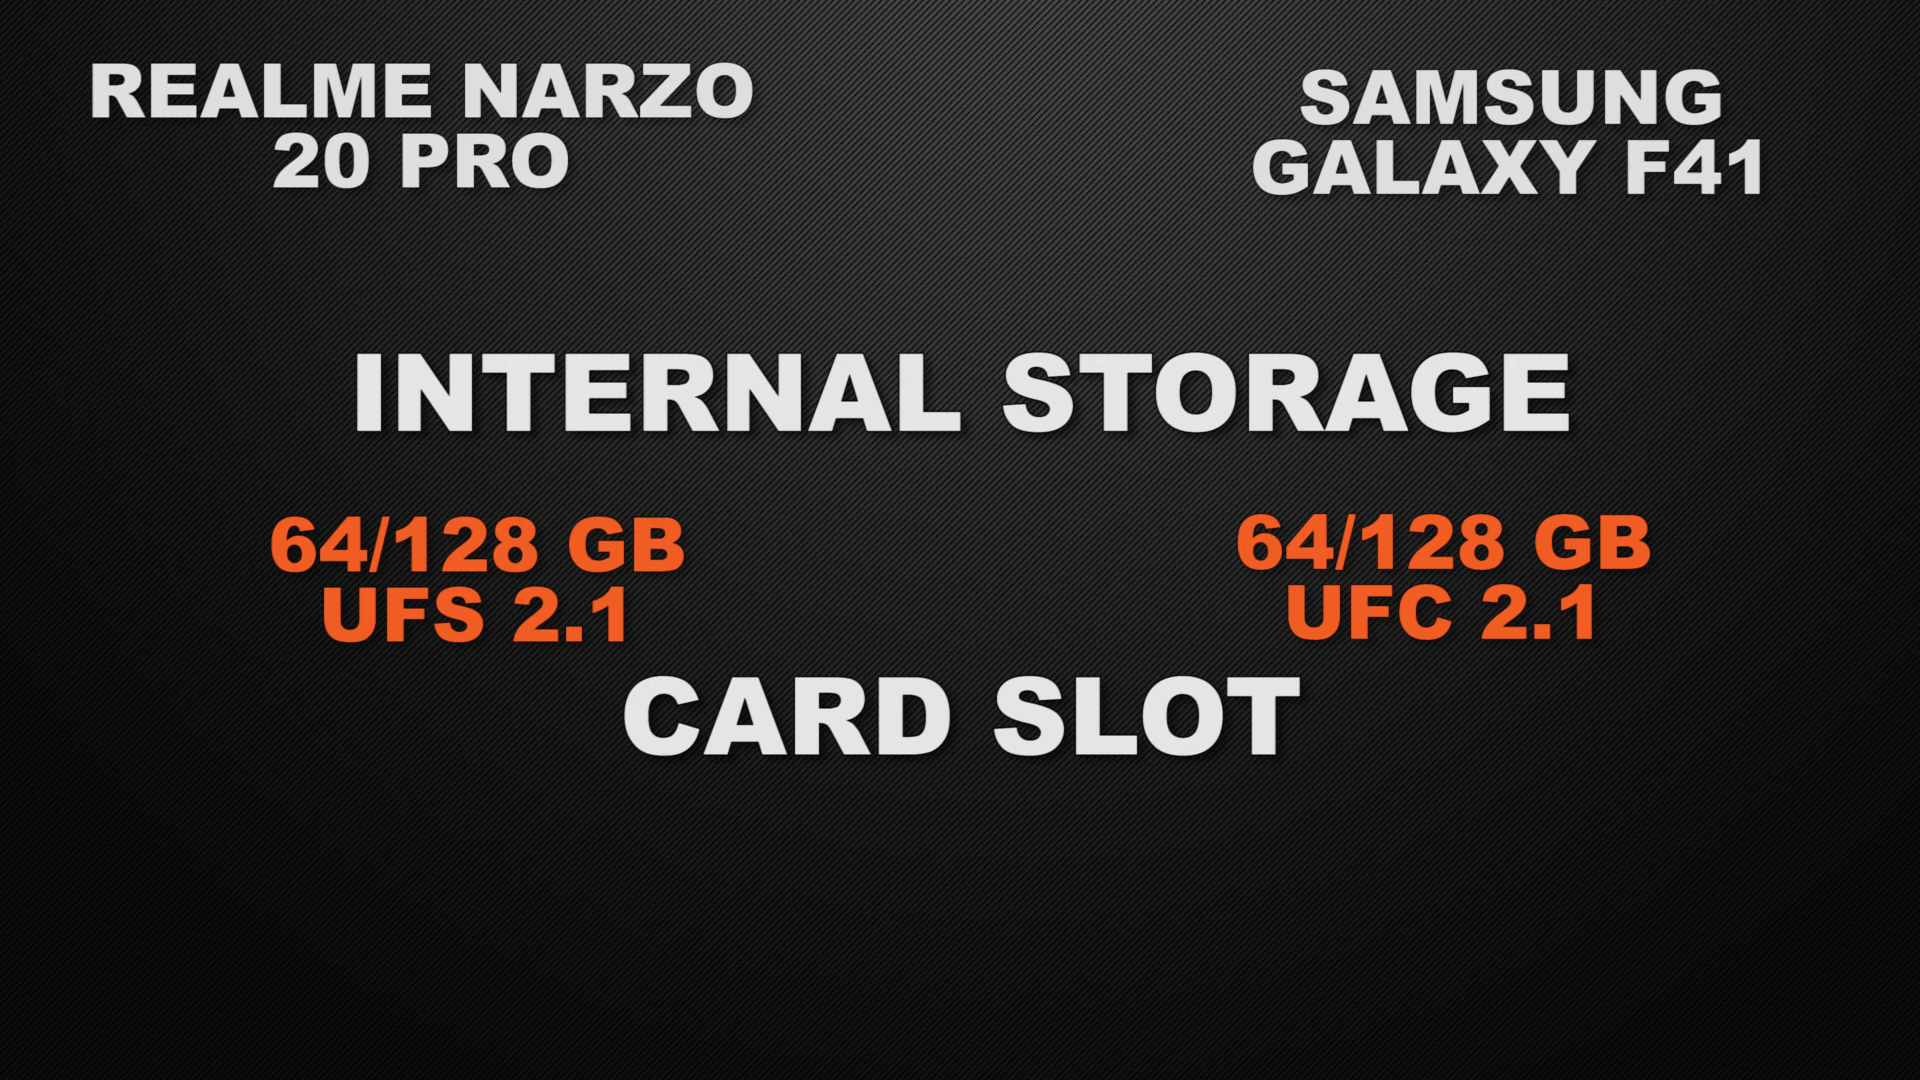 REALME NARZO
20 PRO
SAMSUNG
GALAXY F41
INTERNAL STORAGE
64/128 GB
UFS 2.1
64/128 GB
UFC 2.1
CARD SLOT